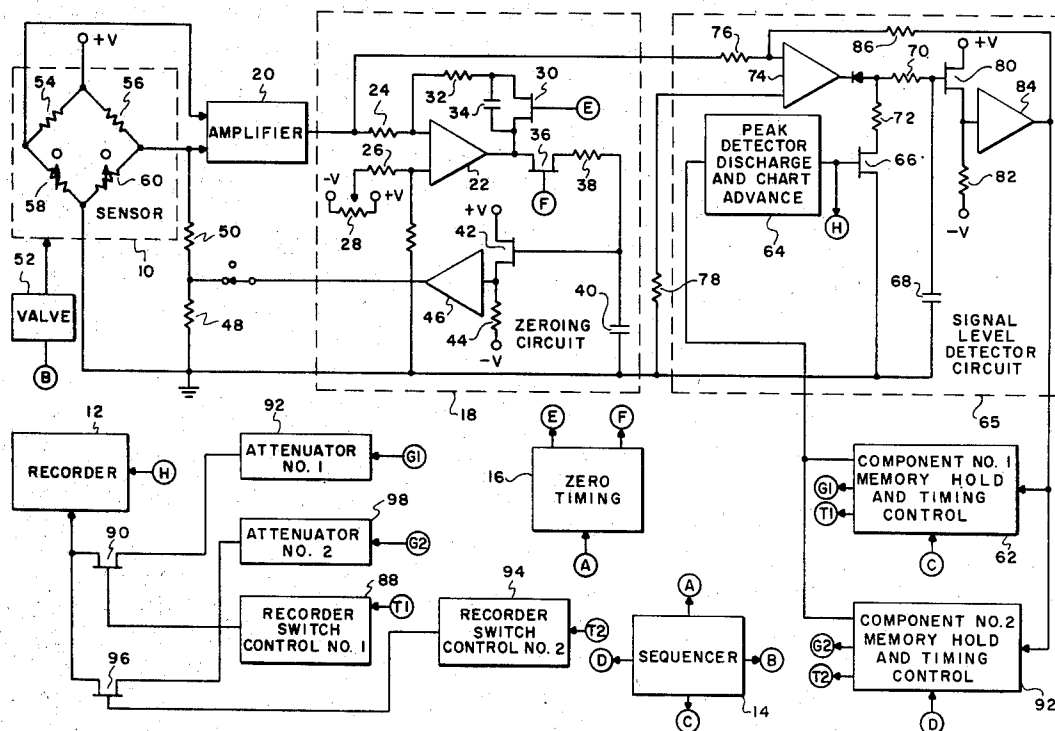 +V
54
56
58
60
SENSOR
10
52
VALVE
B
50
48
20
AMPLIFIER
24
26
-V
+V
28
32
34
30
E
22
36
F
38
+V
42
46
44
-V
40
ZEROING
CIRCUIT
18
76
86
74
70
+V
80
84
72
66
82
-V
PEAK
DETECTOR
DISCHARGE
AND CHART
ADVANCE
64
H
78
68
SIGNAL
LEVEL
DETECTOR
CIRCUIT
65
12
RECORDER
H
92
ATTENUATOR
NO. 1
G1
98
ATTENUATOR
NO. 2
G2
90
88
RECORDER
SWITCH
CONTROL NO. 1
T1
96
94
RECORDER
SWITCH
CONTROL NO. 2
T2
E
F
16
ZERO
TIMING
A
A
D
SEQUENCER
B
14
C
COMPONENT NO. 1
MEMORY HOLD
AND TIMING
CONTROL
G1
T1
C
62
COMPONENT NO. 2
MEMORY HOLD
AND TIMING
CONTROL
G2
T2
D
92